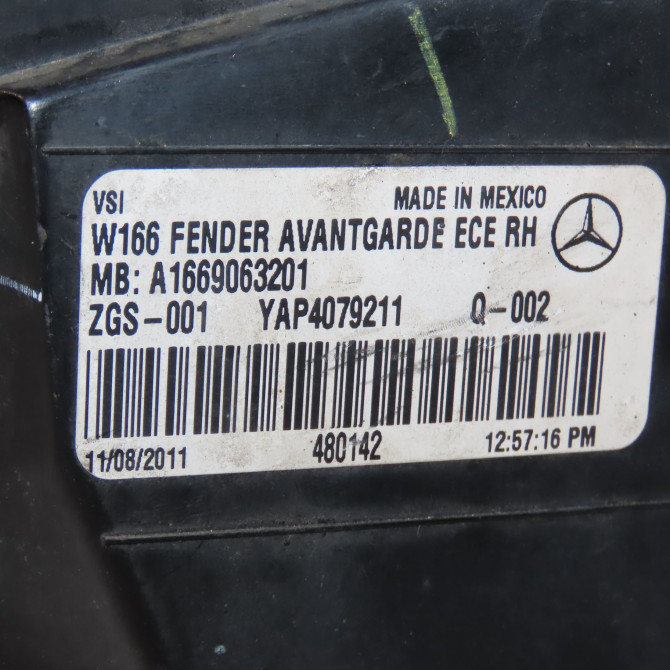 VSI MADE IN MEXICO
W166 FENDER AVANTGARDE ECE RH
MB: A1669063201
ZGS-001 YAP4079211 Q-002
11/08/2011 480142 12:57:16 PM